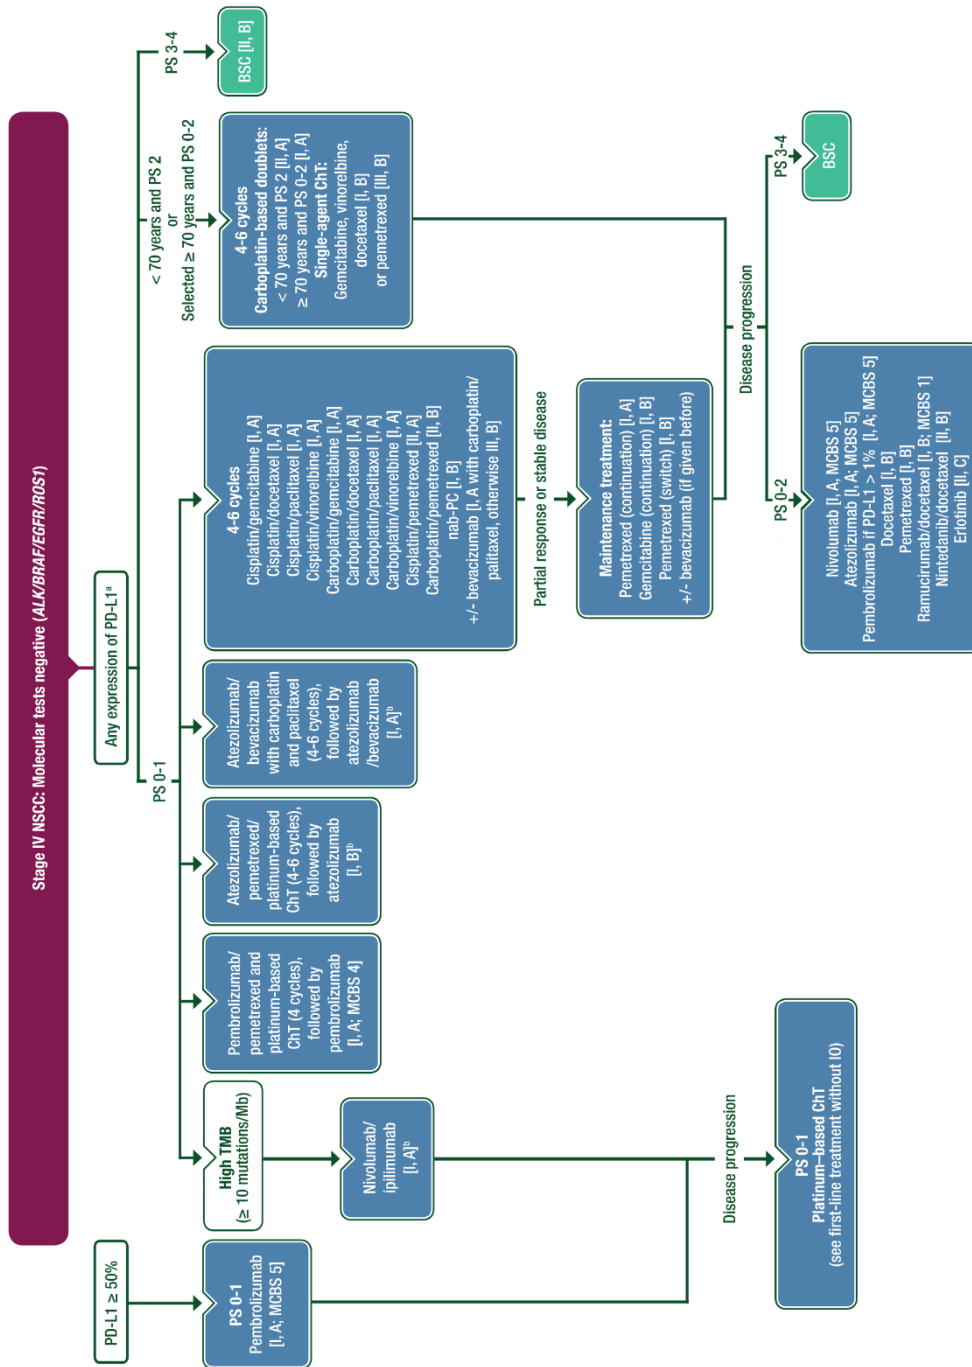 Stage IV NSCC: Molecular tests negative (ALK/BRAF/EGFR/ROS1)
PD-L1 ≥ 50%
Any expression of PD-L1ᵃ
PS 0-1
Pembrolizumab
[I, A; MCBS 5]
PS 0-1
High TMB
(≥ 10 mutations/Mb)
Nivolumab/
ipilimumab
[I, A]ᵇ
Disease progression
PS 0-1
Platinum–based ChT
(see first-line treatment without IO)
Pembrolizumab/
pemetrexed and
platinum-based
ChT (4 cycles),
followed by
pembrolizumab
[I, A; MCBS 4]
Atezolizumab/
pemetrexed/
platinum-based
ChT (4-6 cycles),
followed by
atezolizumab
[I, B]ᵇ
Atezolizumab/
bevacizumab
with carboplatin
and paclitaxel
(4-6 cycles),
followed by
atezolizumab
/bevacizumab
[I, A]ᵇ
4-6 cycles
Cisplatin/gemcitabine [I, A]
Cisplatin/docetaxel [I, A]
Cisplatin/paclitaxel [I, A]
Cisplatin/vinorelbine [I, A]
Carboplatin/gemcitabine [I, A]
Carboplatin/docetaxel [I, A]
Carboplatin/paclitaxel [I, A]
Carboplatin/vinorelbine [I, A]
Cisplatin/pemetrexed [II, A]
Carboplatin/pemetrexed [II, B]
nab-PC [I, B]
+/- bevacizumab [I, A with carboplatin/
palitaxel, otherwise III, B]
Partial response or stable disease
Maintenance treatment:
Pemetrexed (continuation) [I, A]
Gemcitabine (continuation) [I, B]
Pemetrexed (switch) [I, B]
+/- bevacizumab (if given before)
< 70 years and PS 2
or
Selected ≥ 70 years and PS 0-2
4-6 cycles
Carboplatin-based doublets:
< 70 years and PS 2 [II, A]
≥ 70 years and PS 0-2 [I, A]
Single-agent ChT:
Gemcitabine, vinorelbine,
docetaxel [I, B]
or pemetrexed [III, B]
PS 3-4
BSC [II, B]
Disease progression
PS 0-2
Nivolumab [I, A, MCBS 5]
Atezolizumab [I, A; MCBS 5]
Pembrolizumab if PD-L1 > 1% [I, A; MCBS 5]
Docetaxel [I, B]
Pemetrexed [I, B]
Ramucirumab/docetaxel [I, B; MCBS 1]
Nintedanib/docetaxel [II, B]
Erlotinib [II, C]
PS 3-4
BSC